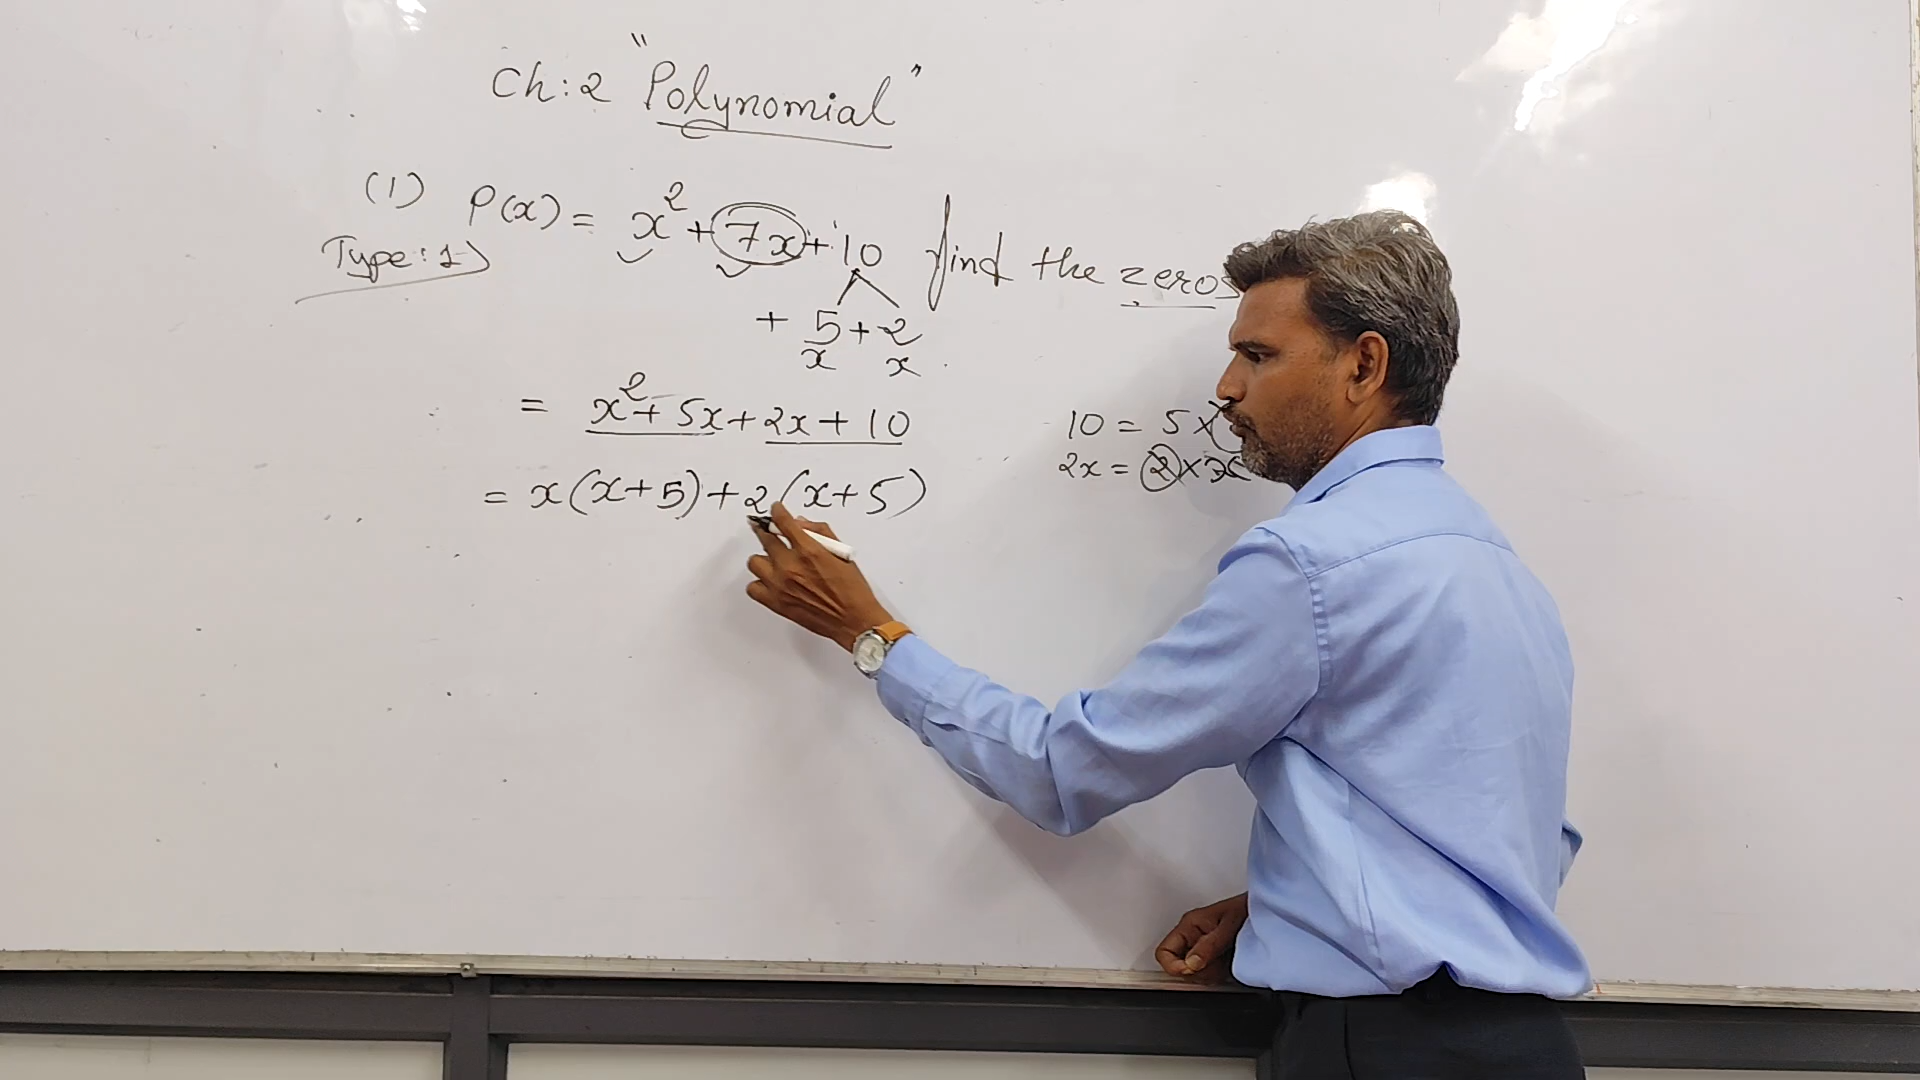 Ch:2 "Polynomial"
(1) P(x) = x² + 7x + 10 find the zeros
Type:1)
+ 5 + 2
x x
= x² + 5x + 2x + 10
10 = 5 ×
2x = 2 × x
= x(x+5)+2(x+5)